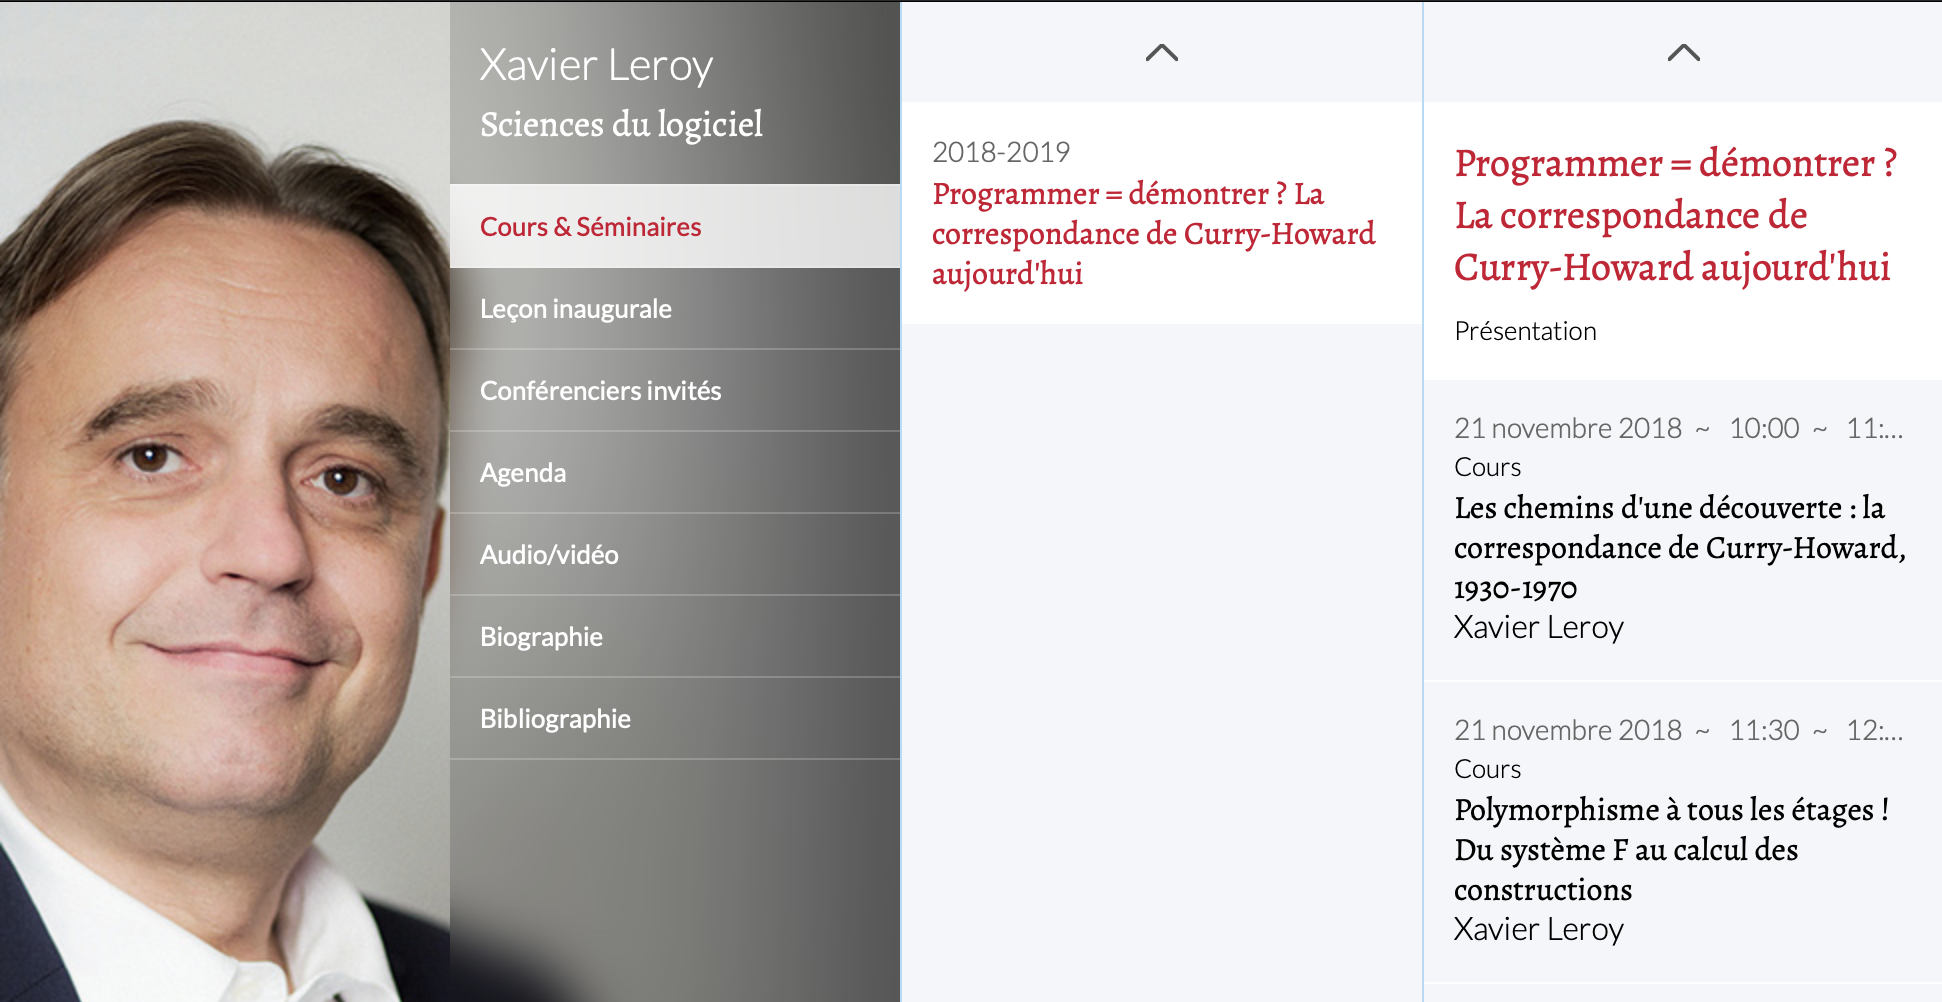 Xavier Leroy
Sciences du logiciel
Cours & Séminaires
Leçon inaugurale
Conférenciers invités
Agenda
Audio/vidéo
Biographie
Bibliographie
2018-2019
Programmer = démontrer ? La
correspondance de Curry-Howard
aujourd'hui
Programmer = démontrer ?
La correspondance de
Curry-Howard aujourd'hui
Présentation
21 novembre 2018 ~ 10:00 ~ 11:...
Cours
Les chemins d'une découverte : la
correspondance de Curry-Howard,
1930-1970
Xavier Leroy
21 novembre 2018 ~ 11:30 ~ 12:...
Cours
Polymorphisme à tous les étages !
Du système F au calcul des
constructions
Xavier Leroy